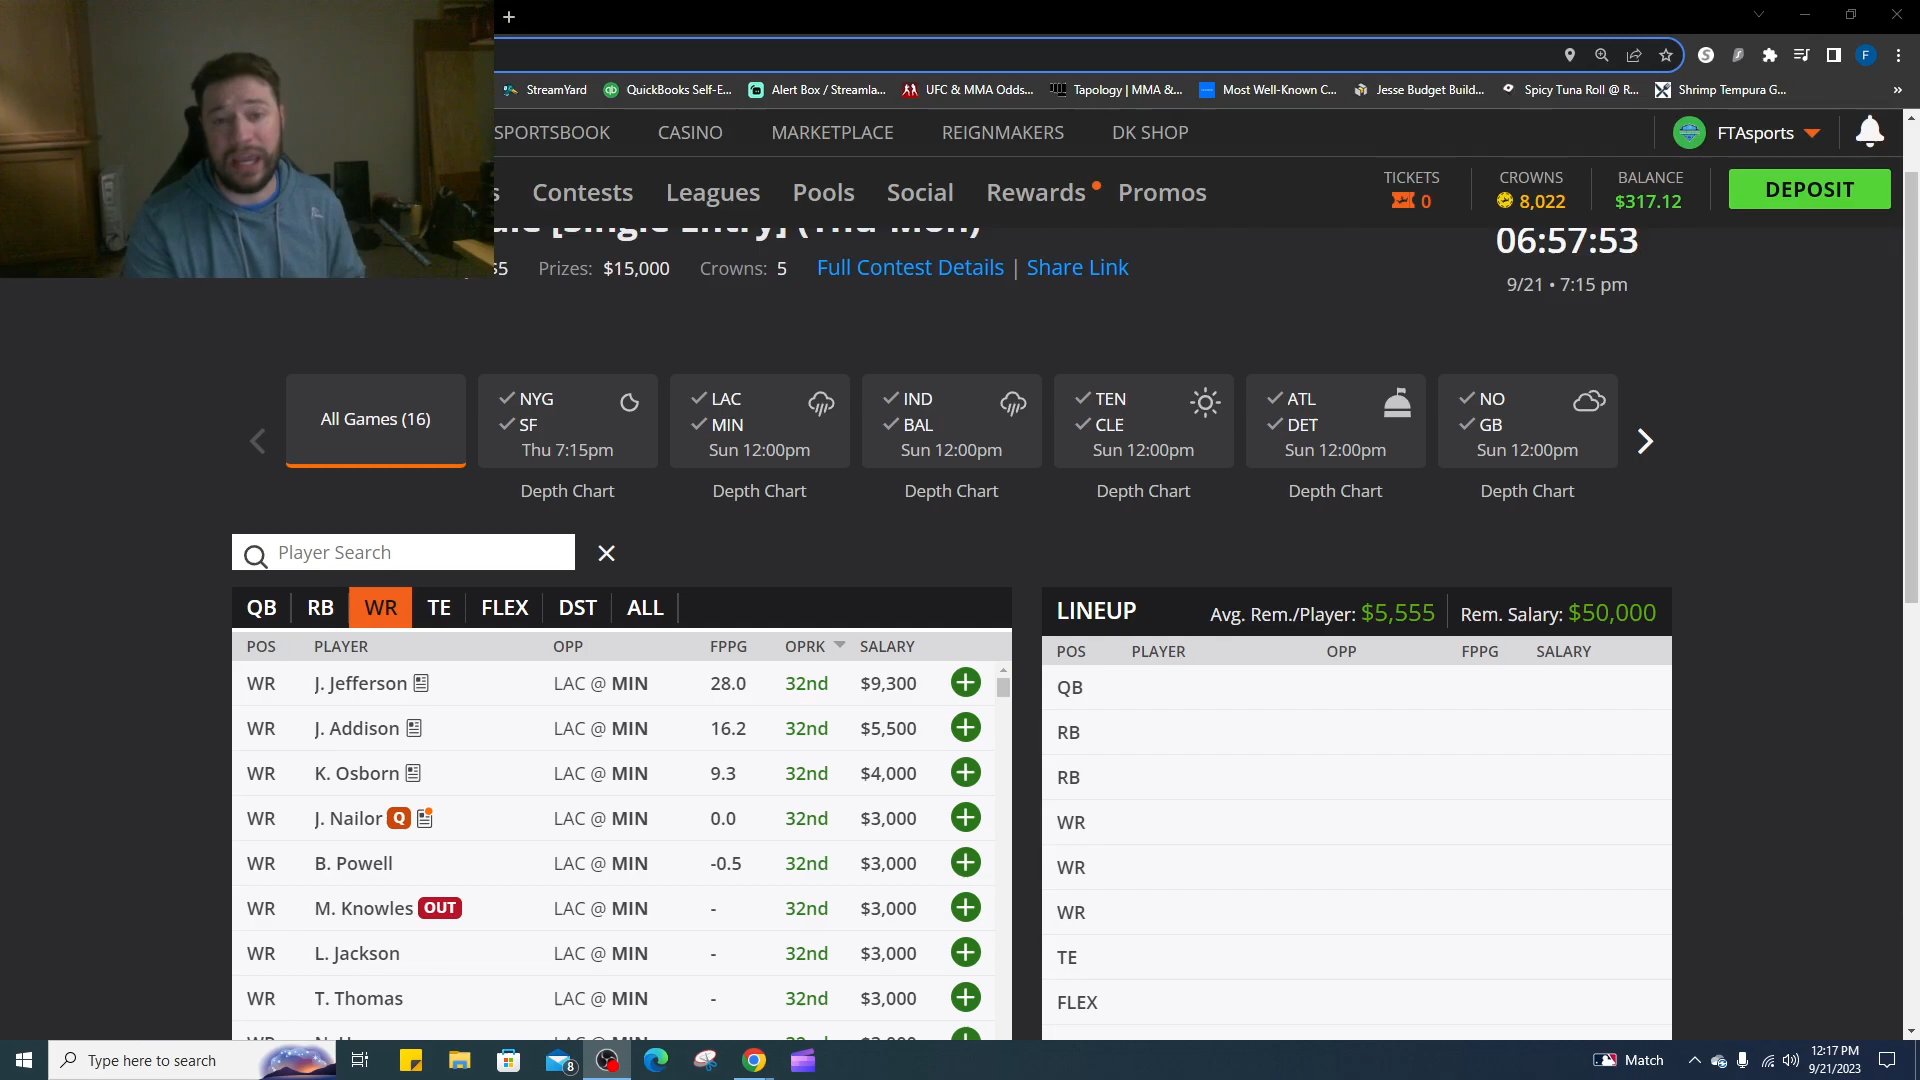 StreamYard QuickBooks Self-E... Alert Box / Streamla... UFC & MMA Odds... Tapology | MMA &... Most Well-Known C... Jesse Budget Build... Spicy Tuna Roll @ R... Shrimp Tempura G... »
SPORTSBOOK CASINO MARKETPLACE REIGNMAKERS DK SHOP FTAsports
Contests Leagues Pools Social Rewards Promos
TICKETS 0
CROWNS 8,022
BALANCE $317.12
DEPOSIT
[Single Entry] (Thu-Mon)
06:57:53
Prizes: $15,000 Crowns: 5 Full Contest Details | Share Link
9/21 • 7:15 pm
All Games (16)
NYG
SF
Thu 7:15pm
Depth Chart
LAC
MIN
Sun 12:00pm
Depth Chart
IND
BAL
Sun 12:00pm
Depth Chart
TEN
CLE
Sun 12:00pm
Depth Chart
ATL
DET
Sun 12:00pm
Depth Chart
NO
GB
Sun 12:00pm
Depth Chart
Player Search
QB RB WR TE FLEX DST ALL
POS PLAYER OPP FPPG OPRK SALARY
WR J. Jefferson LAC @ MIN 28.0 32nd $9,300
WR J. Addison LAC @ MIN 16.2 32nd $5,500
WR K. Osborn LAC @ MIN 9.3 32nd $4,000
WR J. Nailor Q LAC @ MIN 0.0 32nd $3,000
WR B. Powell LAC @ MIN -0.5 32nd $3,000
WR M. Knowles OUT LAC @ MIN - 32nd $3,000
WR L. Jackson LAC @ MIN - 32nd $3,000
WR T. Thomas LAC @ MIN - 32nd $3,000
LINEUP Avg. Rem./Player: $5,555 Rem. Salary: $50,000
POS PLAYER OPP FPPG SALARY
QB
RB
RB
WR
WR
WR
TE
FLEX
Type here to search
8
Match
12:17 PM
9/21/2023